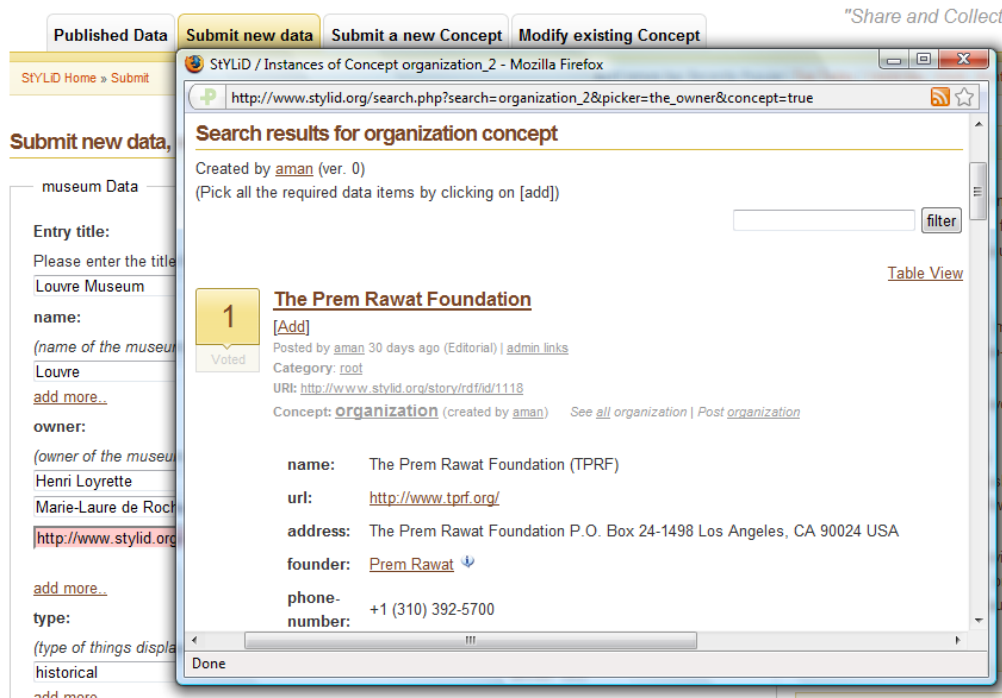 "Share and Collect
Published Data
Submit new data
Submit a new Concept
Modify existing Concept
StYLiD Home » Submit
Submit new data,
museum Data
Entry title:
Please enter the title
Louvre Museum
name:
(name of the museum
Louvre
add more..
owner:
(owner of the museu
Henri Loyrette
Marie-Laure de Roch
http://www.stylid.org
add more..
type:
(type of things displa
historical
add more
StYLiD / Instances of Concept organization_2 - Mozilla Firefox
http://www.stylid.org/search.php?search=organization_2&picker=the_owner&concept=true
Search results for organization concept
Created by aman (ver. 0)
(Pick all the required data items by clicking on [add])
filter
Table View
1
Voted
The Prem Rawat Foundation
[Add]
Posted by aman 30 days ago (Editorial) | admin links
Category: root
URI: http://www.stylid.org/story/rdf/id/1118
Concept: organization (created by aman) See all organization | Post organization
name: The Prem Rawat Foundation (TPRF)
url: http://www.tprf.org/
address: The Prem Rawat Foundation P.O. Box 24-1498 Los Angeles, CA 90024 USA
founder: Prem Rawat
phone-
number: +1 (310) 392-5700
Done